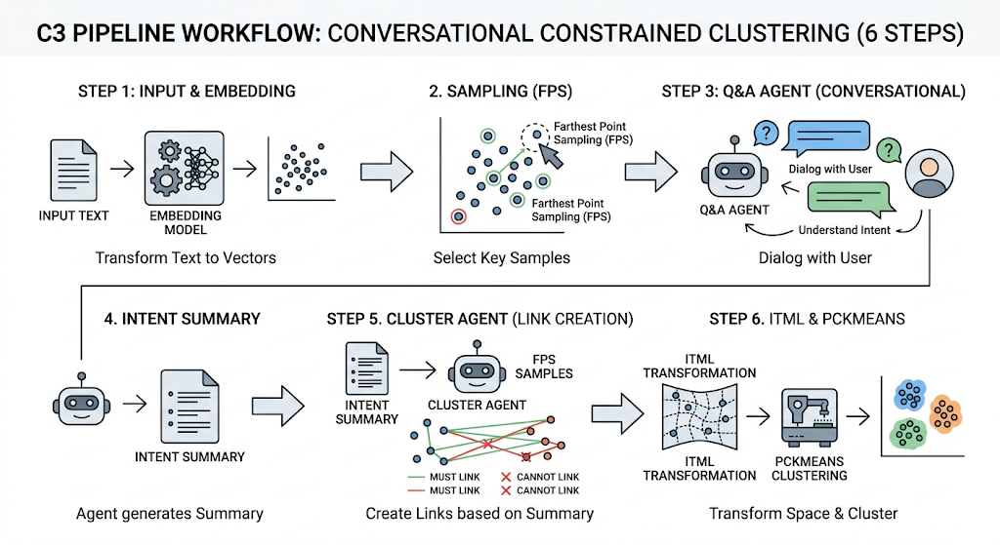 C3 PIPELINE WORKFLOW: CONVERSATIONAL CONSTRAINED CLUSTERING (6 STEPS)
STEP 1: INPUT & EMBEDDING
INPUT TEXT
EMBEDDING
MODEL
Transform Text to Vectors
2. SAMPLING (FPS)
Farthest Point
Sampling (FPS)
Farthest Point
Sampling (FPS)
Select Key Samples
STEP 3: Q&A AGENT (CONVERSATIONAL)
?
?
Dialog with User
Q&A AGENT
Understand Intent
Dialog with User
4. INTENT SUMMARY
INTENT SUMMARY
Agent generates Summary
STEP 5. CLUSTER AGENT (LINK CREATION)
INTENT
SUMMARY
CLUSTER AGENT
FPS
SAMPLES
MUST LINK
CANNOT LINK
MUST LINK
CANNOT LINK
Create Links based on Summary
STEP 6. ITML & PCKMEANS
ITML
TRANSFORMATION
ITML
TRANSFORMATION
PCKMEANS
CLUSTERING
Transform Space & Cluster